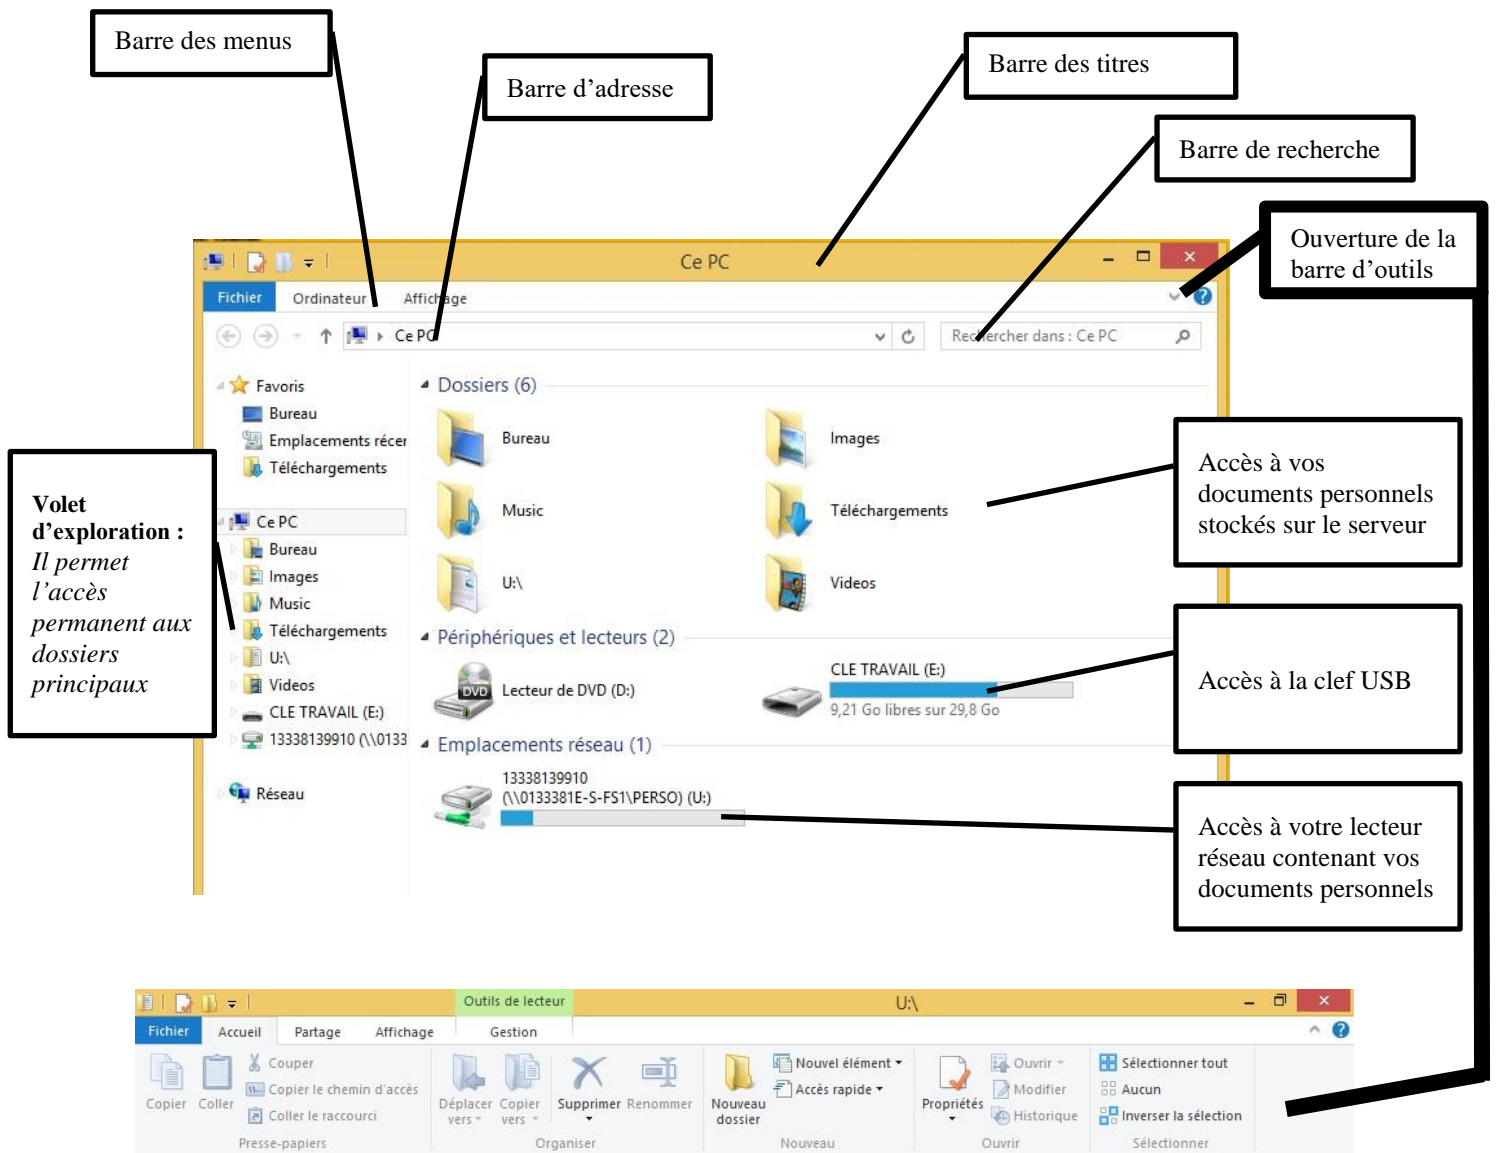 Barre des menus
Barre d’adresse
Barre des titres
Barre de recherche
Ouverture de la
barre d’outils
Ce PC
Fichier Ordinateur Affichage
Ce PC
Rechercher dans : Ce PC
Favoris
Bureau
Emplacements récer
Téléchargements
Ce PC
Bureau
Images
Music
Téléchargements
U:\
Videos
CLE TRAVAIL (E:)
13338139910 (\\0133
Réseau
Dossiers (6)
Bureau
Images
Music
Téléchargements
U:\
Videos
Périphériques et lecteurs (2)
DVD
Lecteur de DVD (D:)
CLE TRAVAIL (E:)
9,21 Go libres sur 29,8 Go
Emplacements réseau (1)
13338139910
(\\0133381E-S-FS1\PERSO) (U:)
Volet
d’exploration :
Il permet
l’accès
permanent aux
dossiers
principaux
Accès à vos
documents personnels
stockés sur le serveur
Accès à la clef USB
Accès à votre lecteur
réseau contenant vos
documents personnels
Outils de lecteur
U:\
Fichier Accueil Partage Affichage Gestion
Copier
Coller
Couper
Copier le chemin d'accès
Coller le raccourci
Presse-papiers
Déplacer
vers
Copier
vers
Supprimer
Renommer
Organiser
Nouveau
dossier
Nouvel élément
Accès rapide
Nouveau
Propriétés
Ouvrir
Modifier
Historique
Ouvrir
Sélectionner tout
Aucun
Inverser la sélection
Sélectionner